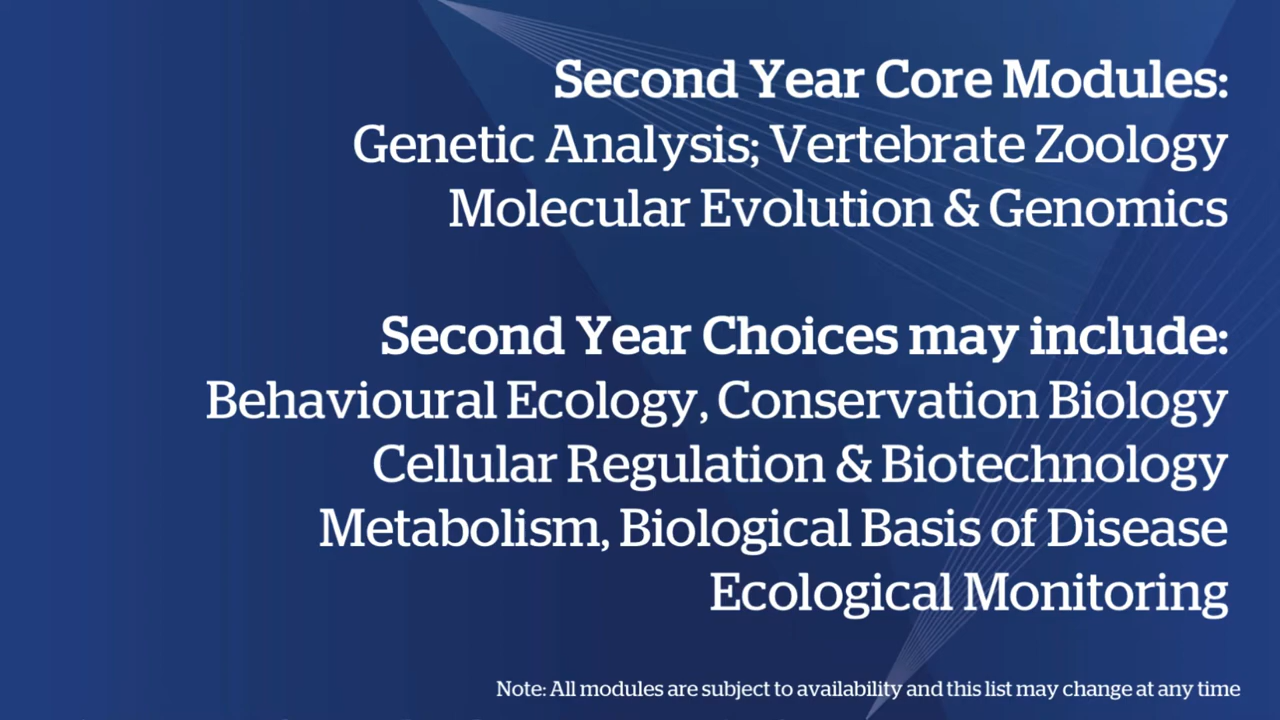 Second Year Core Modules:
Genetic Analysis; Vertebrate Zoology
Molecular Evolution & Genomics
Second Year Choices may include:
Behavioural Ecology, Conservation Biology
Cellular Regulation & Biotechnology
Metabolism, Biological Basis of Disease
Ecological Monitoring
Note: All modules are subject to availability and this list may change at any time